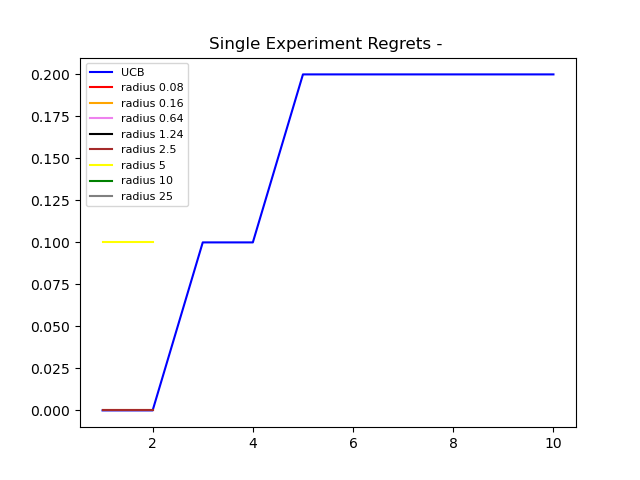 Single Experiment Regrets -
0.200
0.175
0.150
0.125
0.100
0.075
0.050
0.025
0.000
UCB
radius 0.08
radius 0.16
radius 0.64
radius 1.24
radius 2.5
radius 5
radius 10
radius 25
2 4 6 8 10